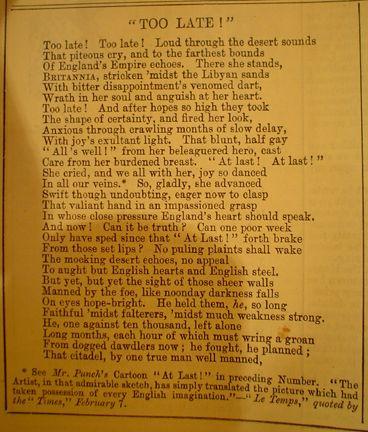 "TOO LATE!"
Too late! Too late! Loud through the desert sounds
That piteous cry, and to the farthest bounds
Of England's Empire echoes. There she stands,
BRITANNIA, stricken 'midst the Libyan sands
With bitter disappointment's venomed dart,
Wrath in her soul and anguish at her heart.
Too late! And after hopes so high they took
The shape of certainty, and fired her look,
Anxious through crawling months of slow delay,
With joy's exultant light. That blunt, half gay
"All's well!" from her beleaguered hero, cast
Care from her burdened breast. "At last! At last!"
She cried, and we all with her, joy so danced
In all our veins.* So, gladly, she advanced
Swift though undoubting, eager now to clasp
That valiant hand in an impassioned grasp
In whose close pressure England's heart should speak.
And now! Can it be truth? Can one poor week
Only have sped since that "At Last!" forth brake
From those set lips? No puling plaints shall wake
The mocking desert echoes, no appeal
To aught but English hearts and English steel.
But yet, but yet the sight of those sheer walls
Manned by the foe, like noonday darkness falls
On eyes hope-bright. He held them, he, so long
Faithful 'midst falterers, 'midst much weakness strong.
He, one against ten thousand, left alone
Long months, each hour of which must wring a groan
From dogged dawdlers now; he fought, he planned;
That citadel, by one true man well manned,
* See Mr. Punch's Cartoon "At Last!" in preceding Number. "The
Artist, in that admirable sketch, has simply translated the picture which had
taken possession of every English imagination."—"Le Temps," quoted by
the "Times," February 7.